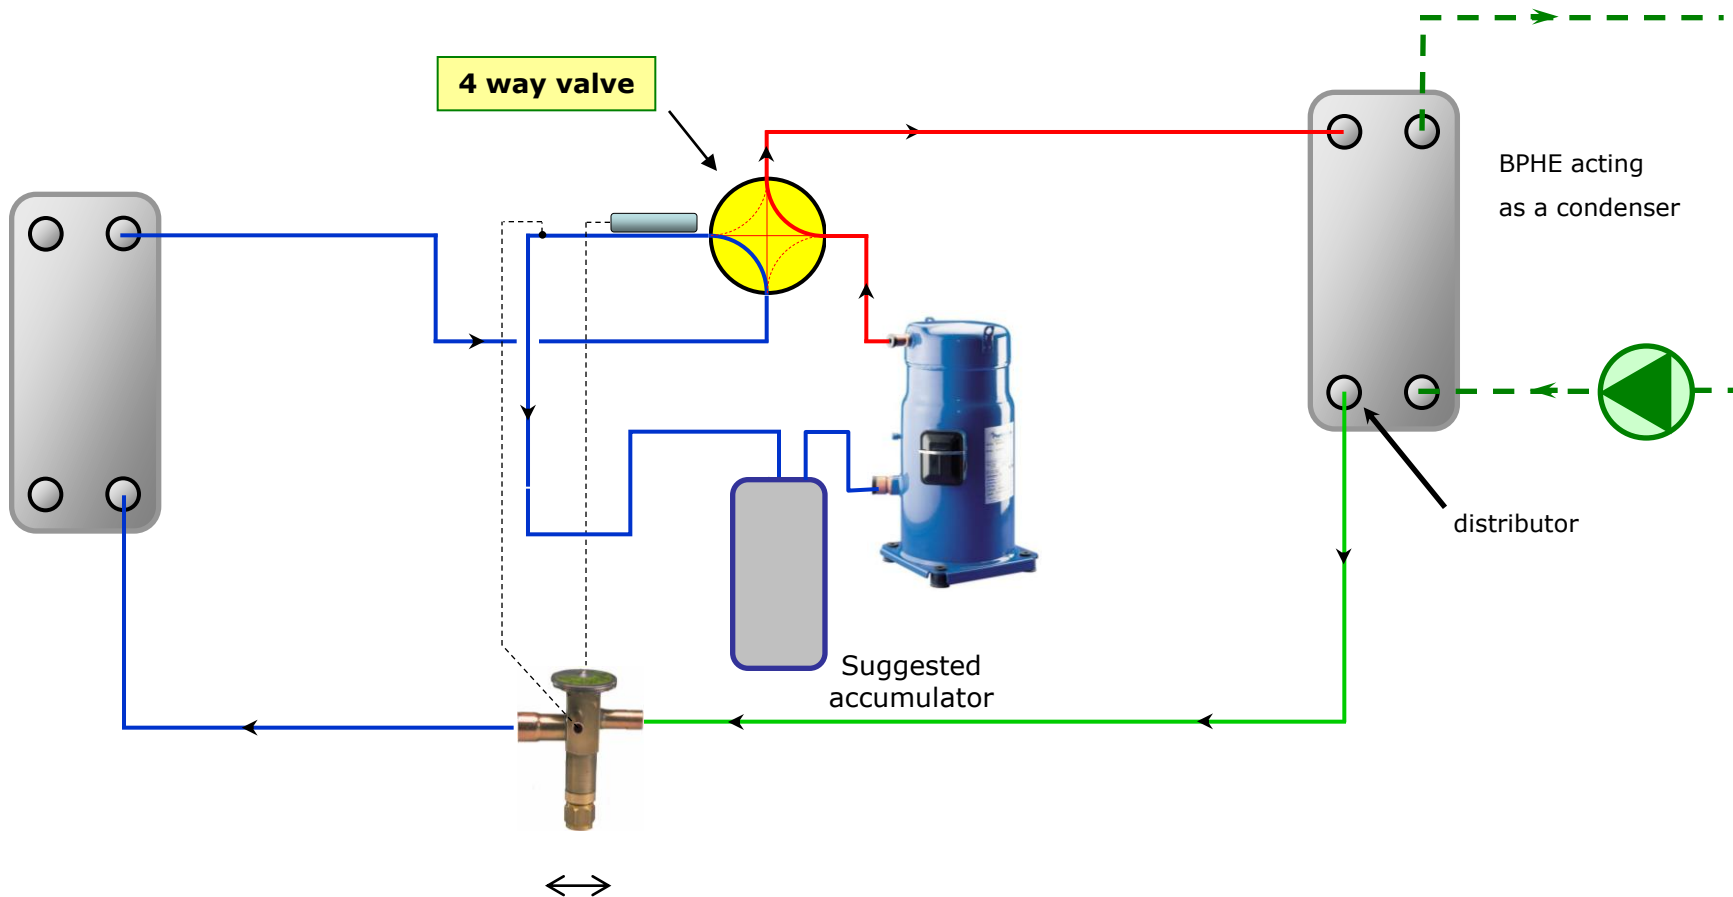 4 way valve
BPHE acting
as a condenser
distributor
Suggested
accumulator